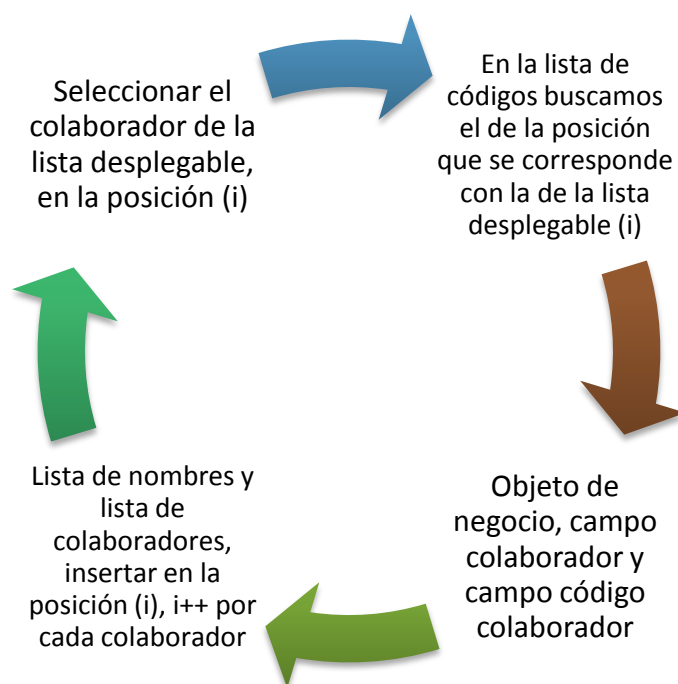 Seleccionar el
colaborador de la
lista desplegable,
en la posición (i)
En la lista de
códigos buscamos
el de la posición
que se corresponde
con la de la lista
desplegable (i)
Objeto de
negocio, campo
colaborador y
campo código
colaborador
Lista de nombres y
lista de
colaboradores,
insertar en la
posición (i), i++ por
cada colaborador